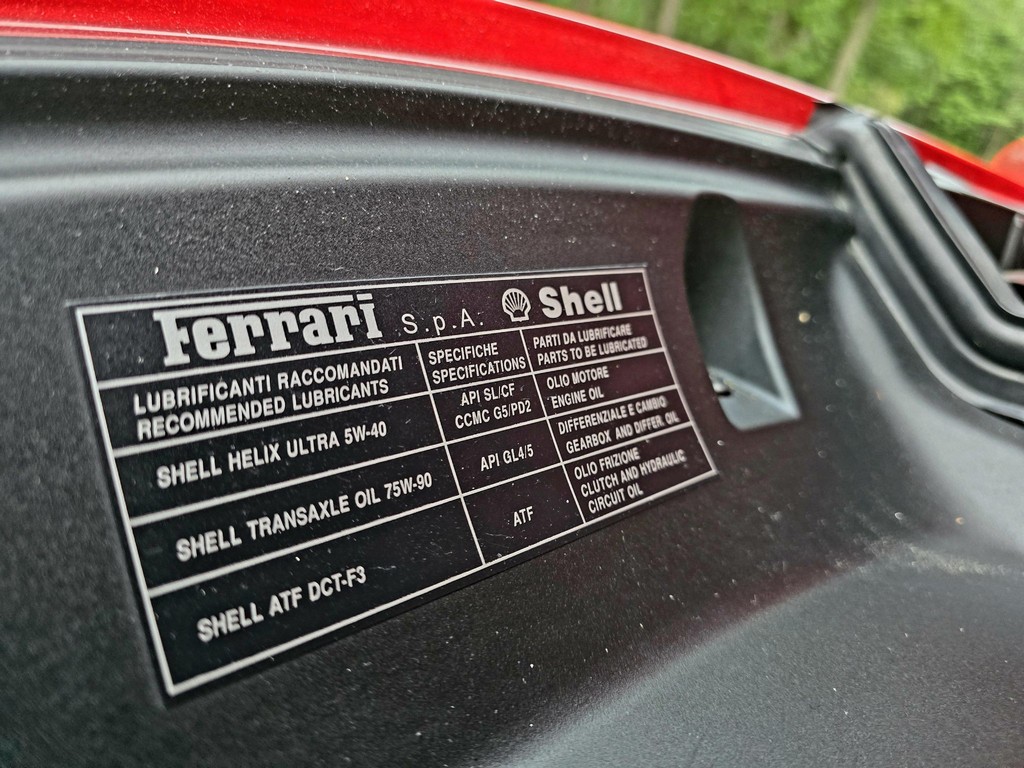 Ferrari S.p.A. Shell
LUBRIFICANTI RACCOMANDATI
RECOMMENDED LUBRICANTS
SPECIFICHE
SPECIFICATIONS
PARTI DA LUBRIFICARE
PARTS TO BE LUBRICATED
SHELL HELIX ULTRA 5W-40
API SL/CF
CCMC G5/PD2
OLIO MOTORE
ENGINE OIL
SHELL TRANSAXLE OIL 75W-90
API GL4/5
DIFFERENZIALE E CAMBIO
GEARBOX AND DIFFER. OIL
SHELL ATF DCT-F3
ATF
OLIO FRIZIONE
CLUTCH AND HYDRAULIC
CIRCUIT OIL